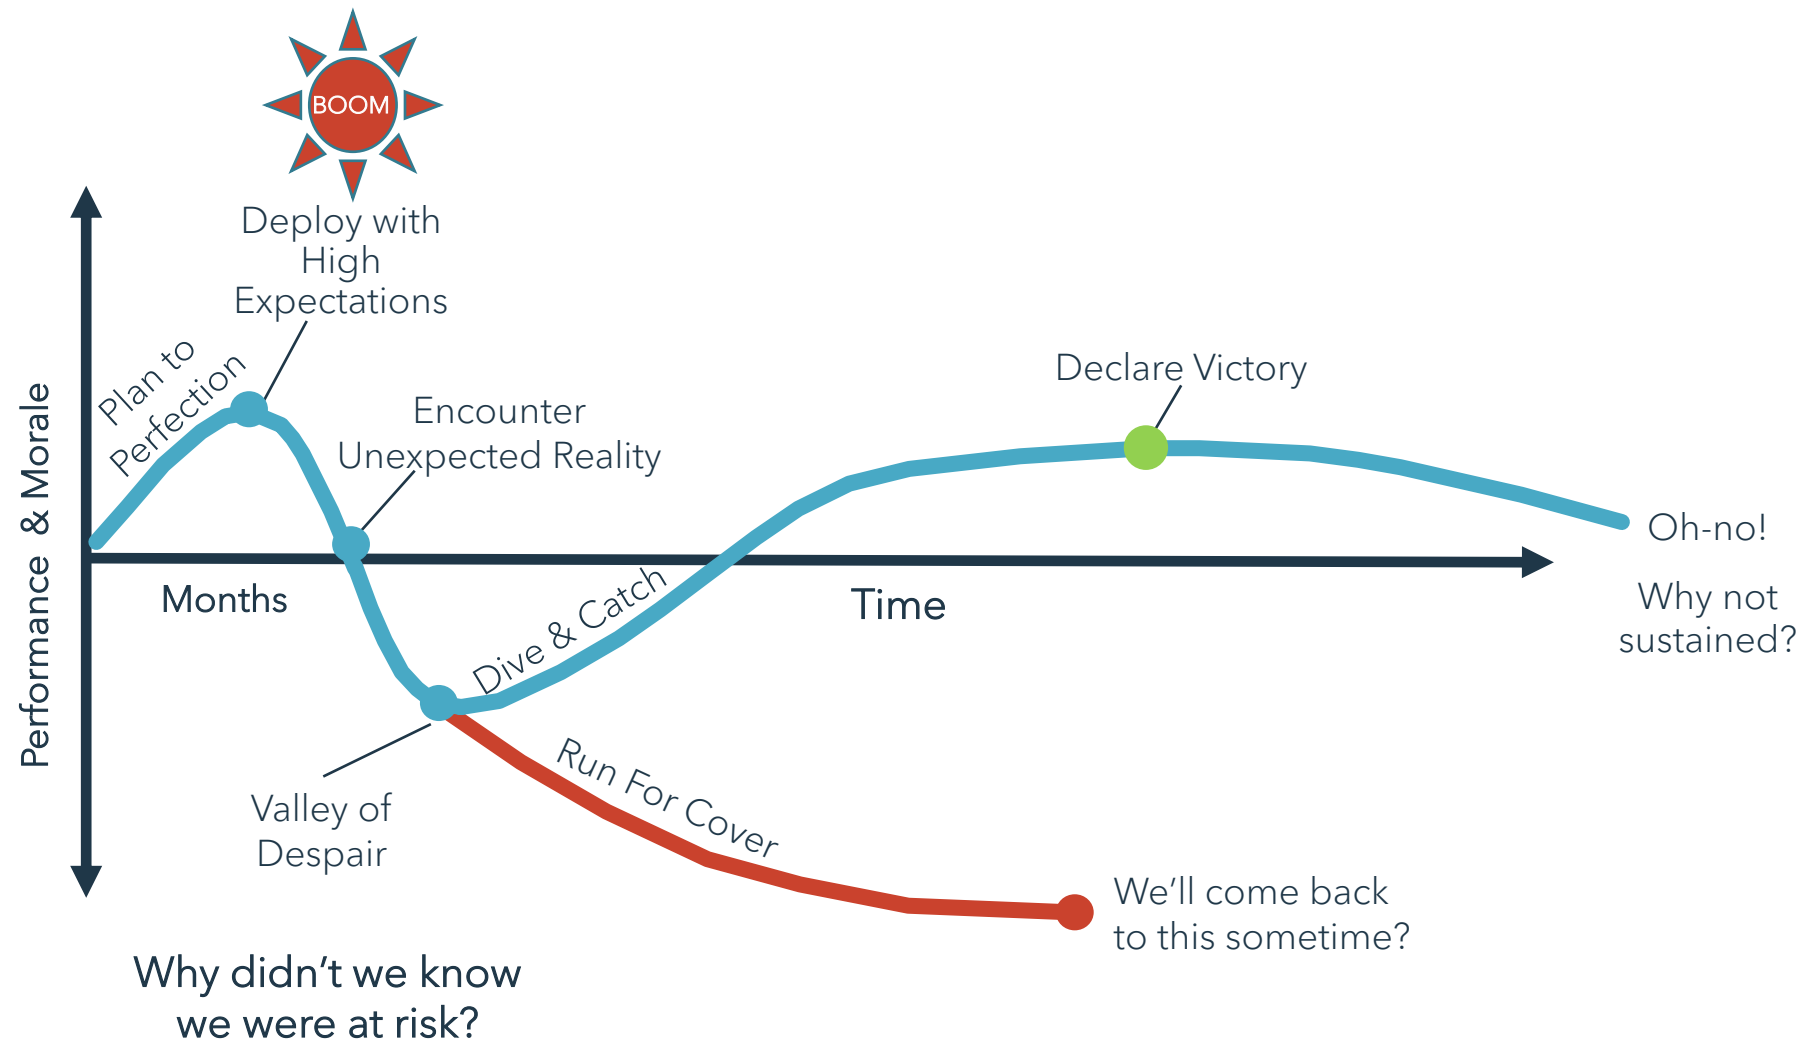 BOOM
Deploy with
High
Expectations
Plan to
Perfection
Encounter
Unexpected Reality
Declare Victory
Performance & Morale
Months
Time
Oh-no!
Why not
sustained?
Dive & Catch
Valley of
Despair
Run For Cover
We’ll come back
to this sometime?
Why didn’t we know
we were at risk?